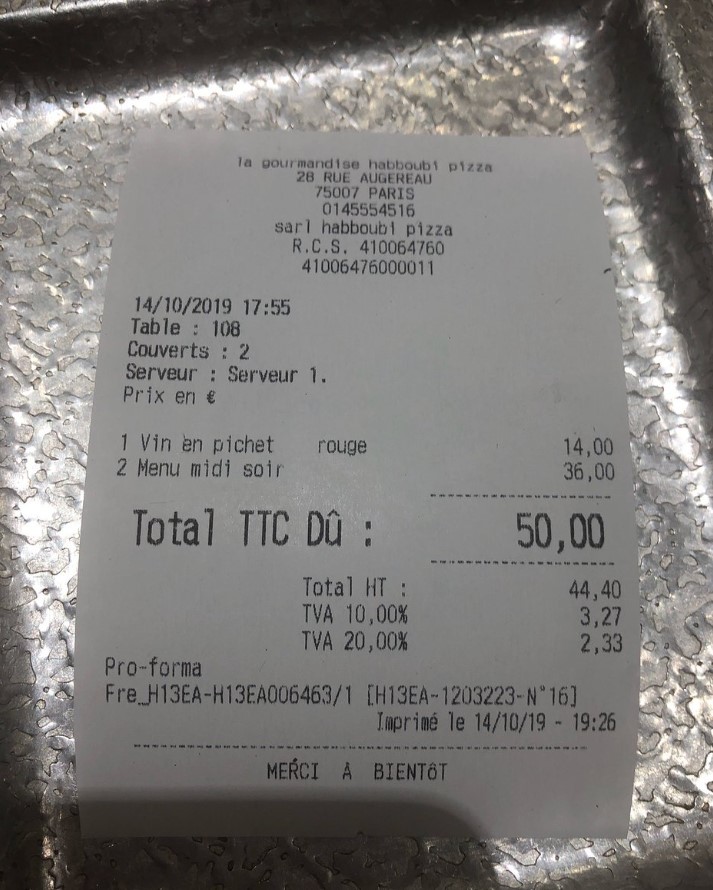 la gourmandise habboubi pizza
28 RUE AUGEREAU
75007 PARIS
0145554516
sarl habboubi pizza
R.C.S. 410064760
41006476000011
14/10/2019 17:55
Table : 108
Couverts : 2
Serveur : Serveur 1.
Prix en €
1 Vin en pichet rouge 14,00
2 Menu midi soir 36,00
Total TTC Dû : 50,00
Total HT : 44,40
TVA 10,00% 3,27
TVA 20,00% 2,33
Pro-forma
Fre_H13EA-H13EA006463/1 [H13EA-1203223-N°16]
Imprimé le 14/10/19 - 19:26
MERCI À BIENTôT